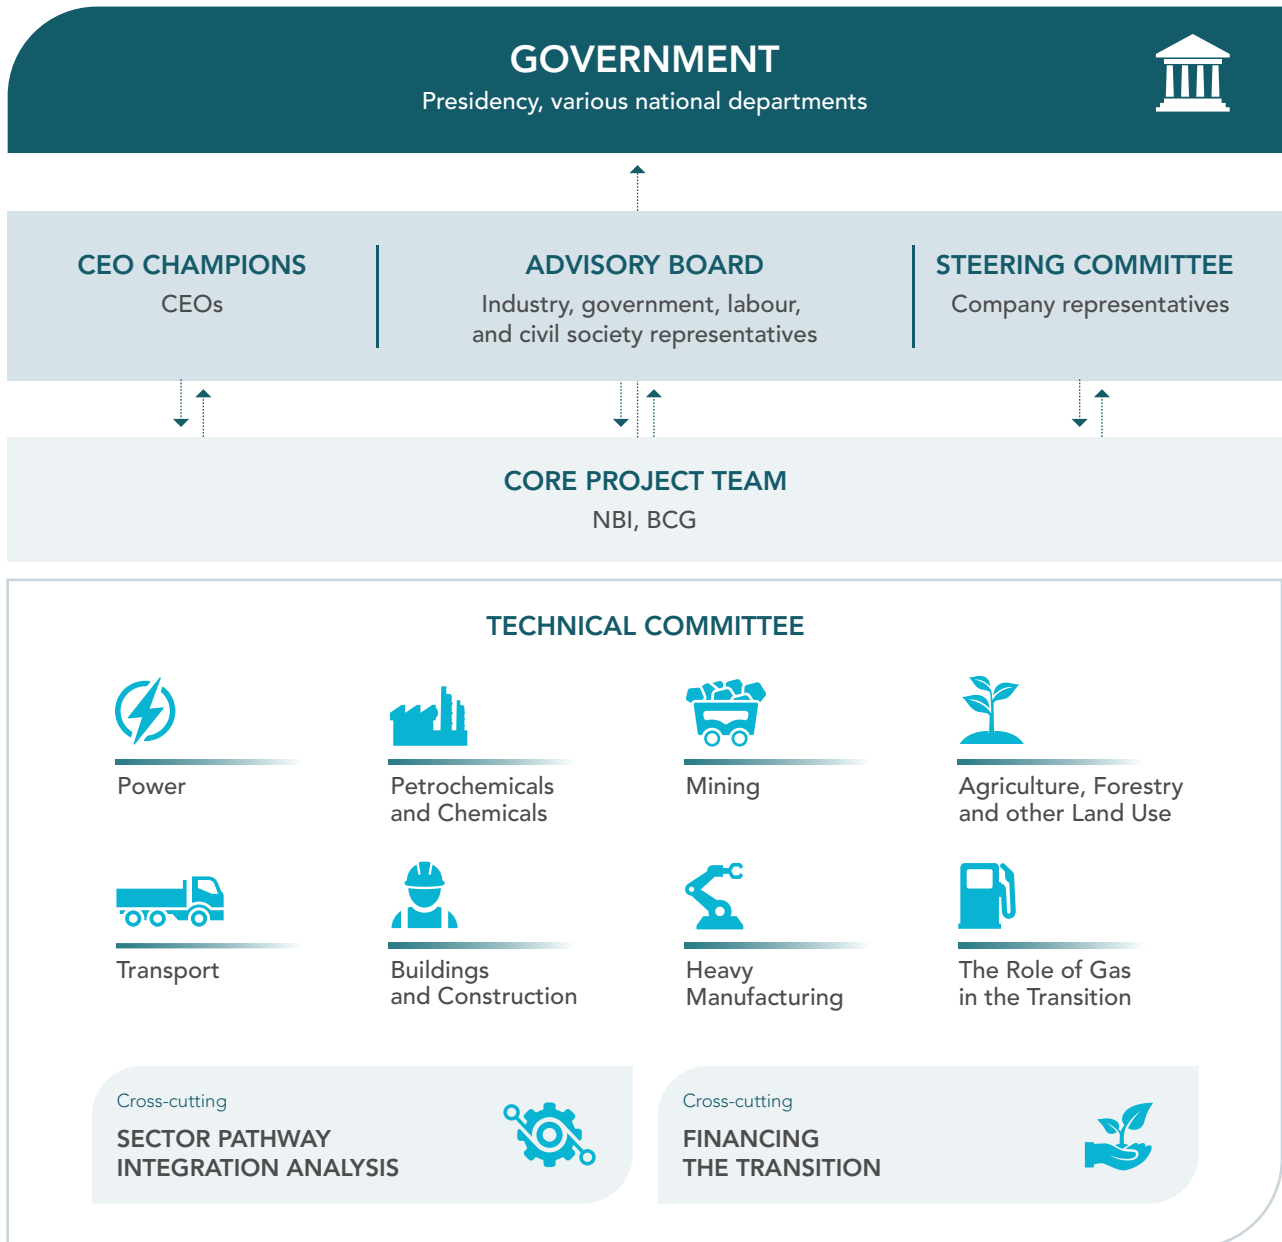 GOVERNMENT
Presidency, various national departments
CEO CHAMPIONS
CEOs
ADVISORY BOARD
Industry, government, labour,
and civil society representatives
STEERING COMMITTEE
Company representatives
CORE PROJECT TEAM
NBI, BCG
TECHNICAL COMMITTEE
Power
Petrochemicals
and Chemicals
Mining
Agriculture, Forestry
and other Land Use
Transport
Buildings
and Construction
Heavy
Manufacturing
The Role of Gas
in the Transition
Cross-cutting
SECTOR PATHWAY
INTEGRATION ANALYSIS
Cross-cutting
FINANCING
THE TRANSITION